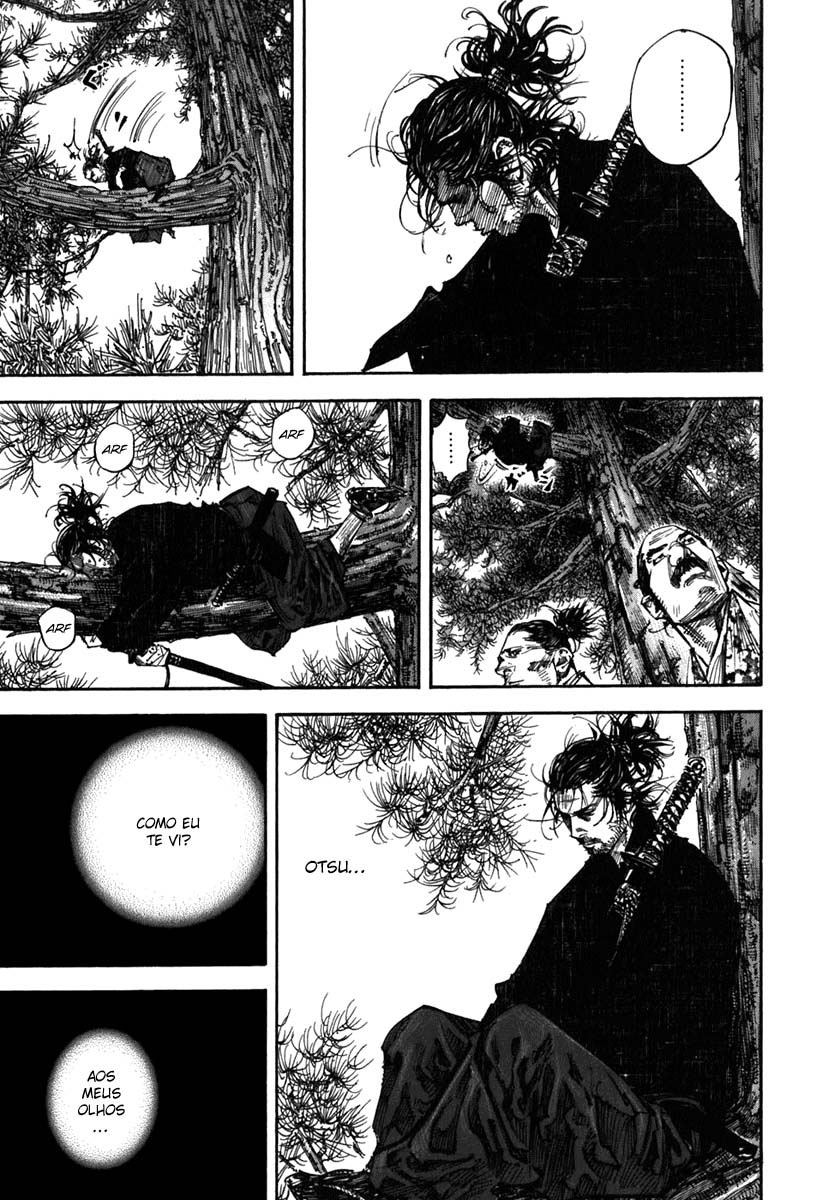 .........
......
ARF
ARF
ARF
OTSU...
COMO EU
TE VI?
AOS
MEUS
OLHOS
...